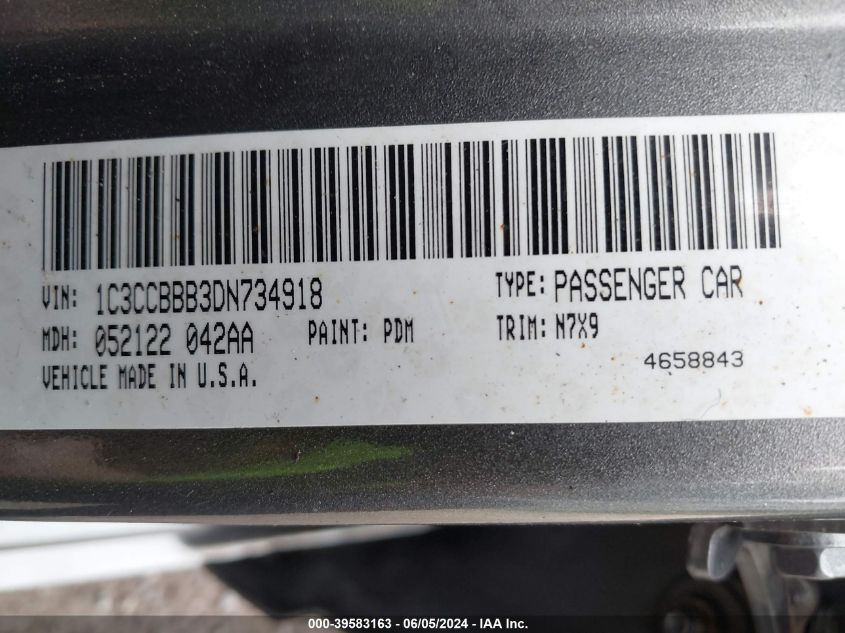 VIN: 1C3CCBBB3DN734918 TYPE: PASSENGER CAR
MDH: 052122 042AA PAINT: PDM TRIM: N7X9
VEHICLE MADE IN U.S.A. 4658843
000-39583163 - 06/05/2024 - IAA Inc.